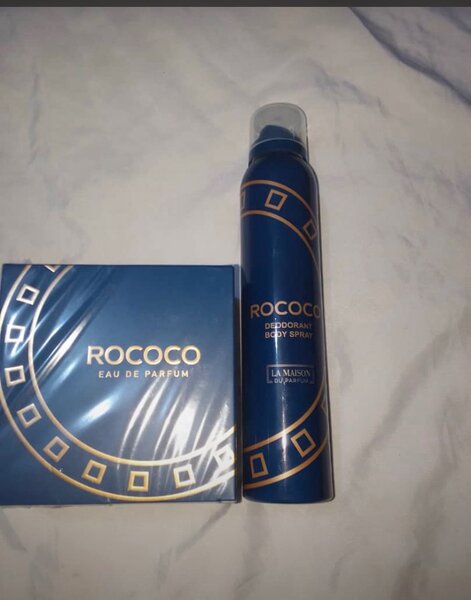 ROCOCO
EAU DE PARFUM
ROCOCO
DEODORANT
BODY SPRAY
LA MAISON
DU PARFUM